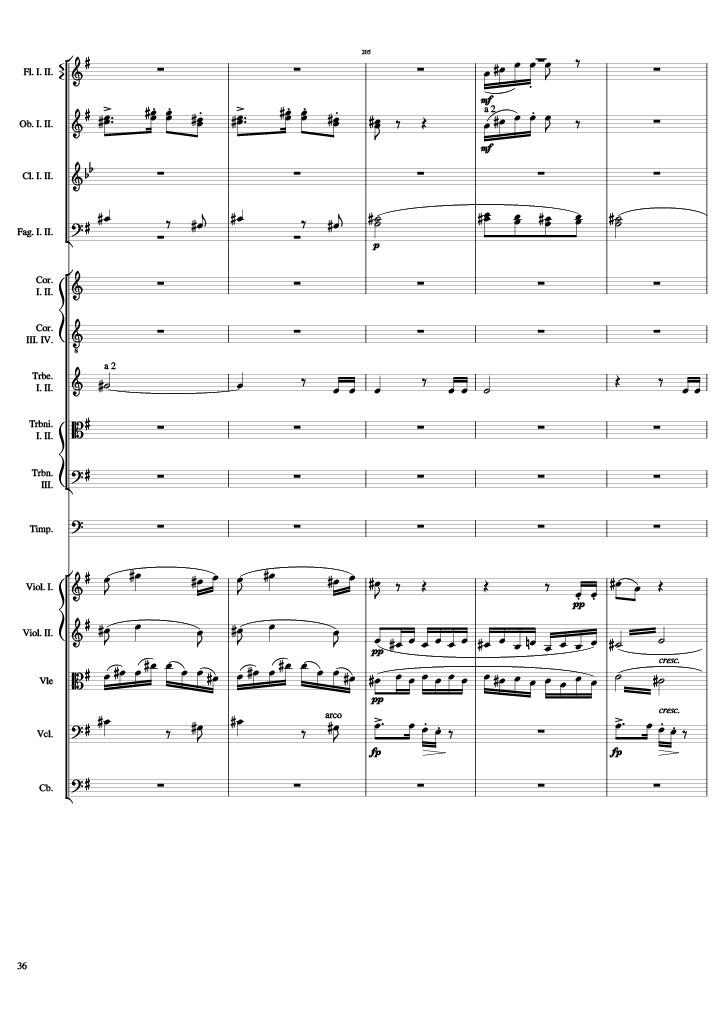 205
Fl. I. II.
mf
Ob. I. II.
a 2
mf
Cl. I. II.
Fag. I. II.
p
Cor.
I. II.
Cor.
III. IV.
Trbe.
I. II.
a 2
Trbni.
I. II.
Trbn.
III.
Timp.
Viol. I.
pp
Viol. II.
pp
cresc.
Vle
pp
cresc.
Vcl.
arco
fp
fp
Cb.
36